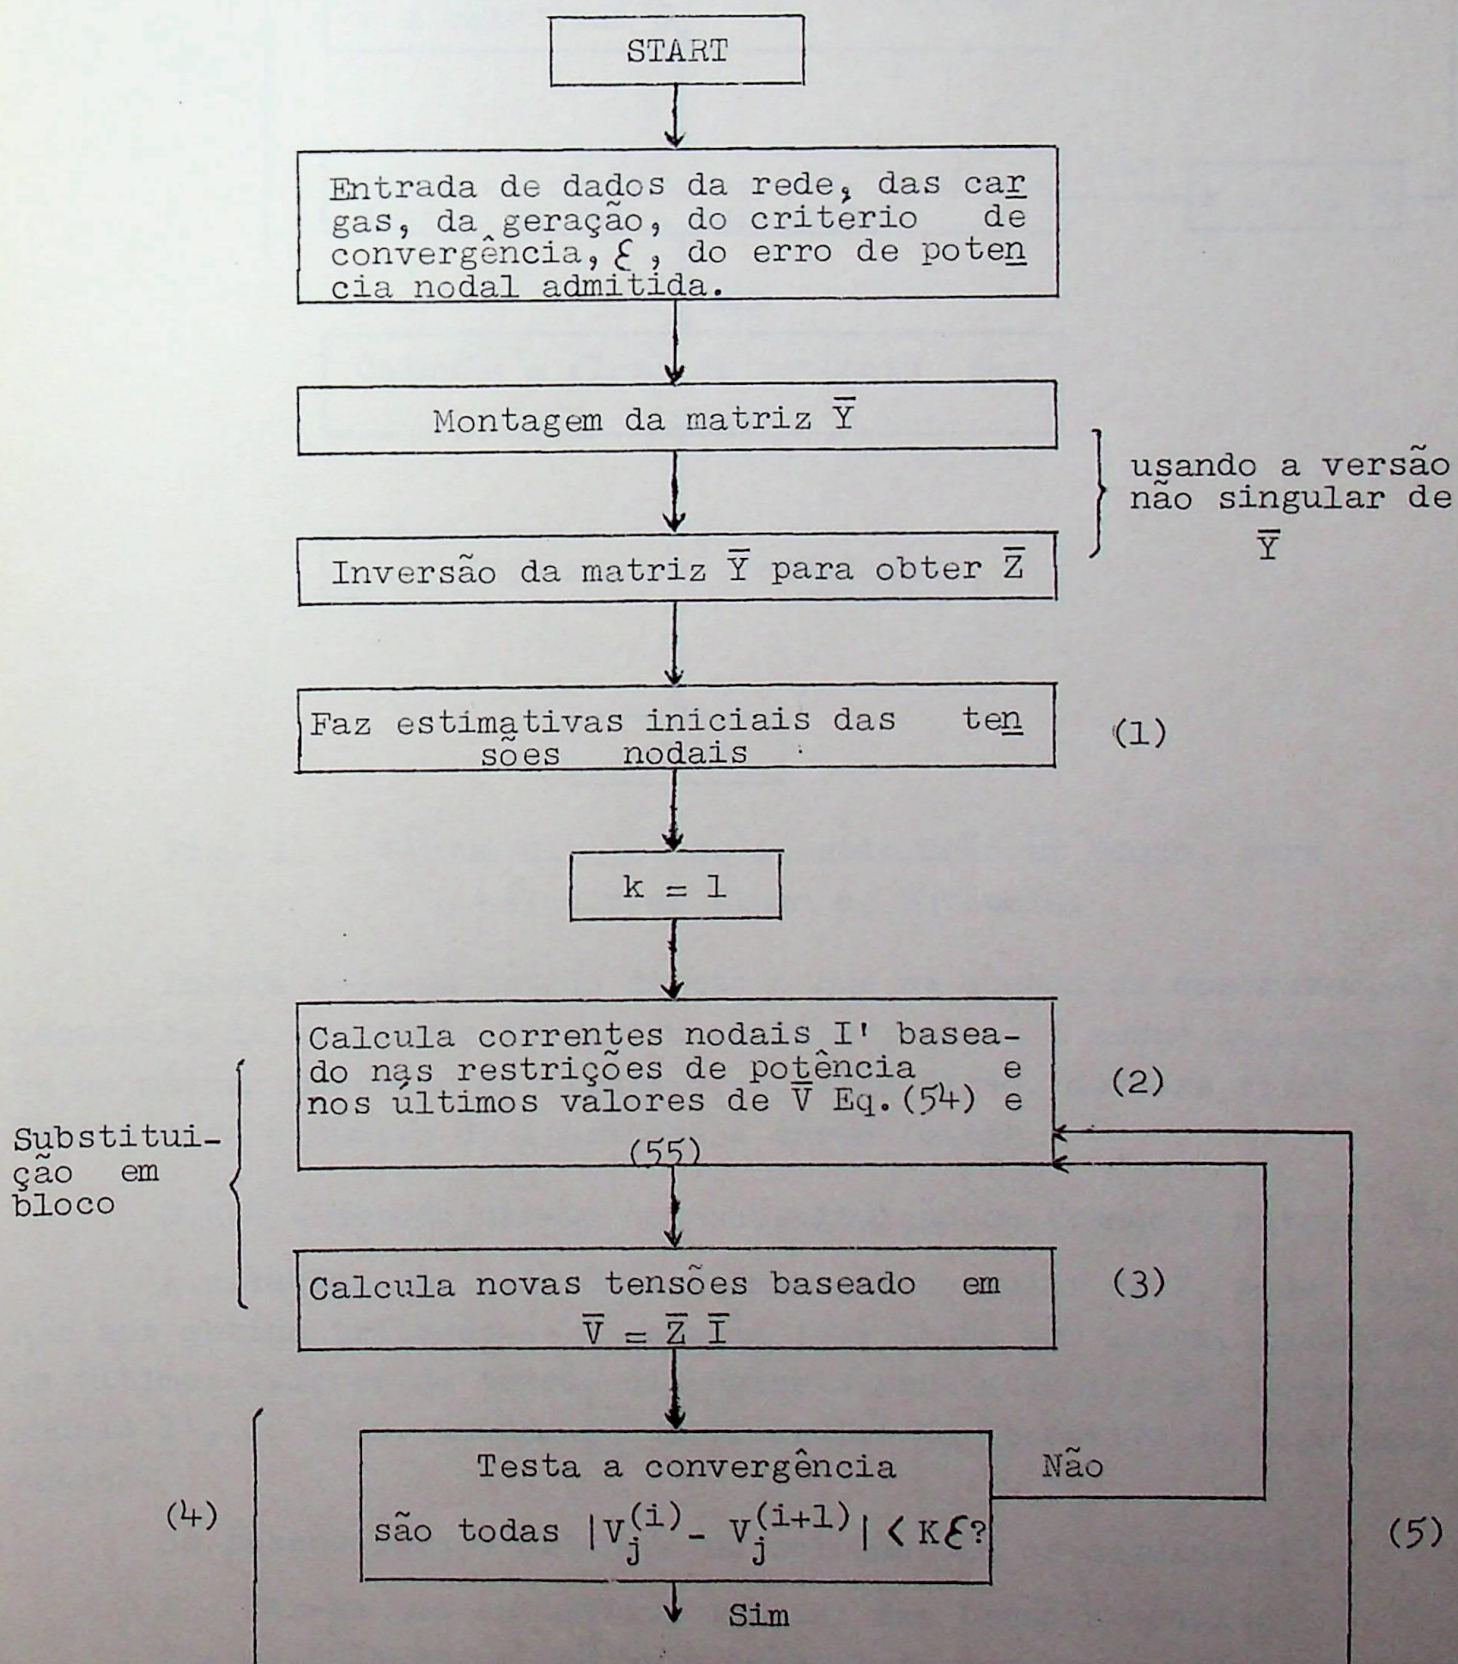 START
Entrada de dados da rede, das car
gas, da geração, do criterio de
convergência, ε, do erro de poten
cia nodal admitida.
Montagem da matriz Y̅
usando a versão
não singular de
Y̅
Inversão da matriz Y̅ para obter Z̅
Faz estimativas iniciais das ten
sões nodais
(1)
k = 1
Calcula correntes nodais I' basea-
do nas restrições de potência e
nos últimos valores de V̅ Eq.(54) e
(55)
(2)
Substitui-
ção em
bloco
Calcula novas tensões baseado em
V̅ = Z̅ I̅
(3)
Testa a convergência
são todas |V_j^(i) - V_j^(i+1)| < Kε?
Não
(4)
(5)
Sim